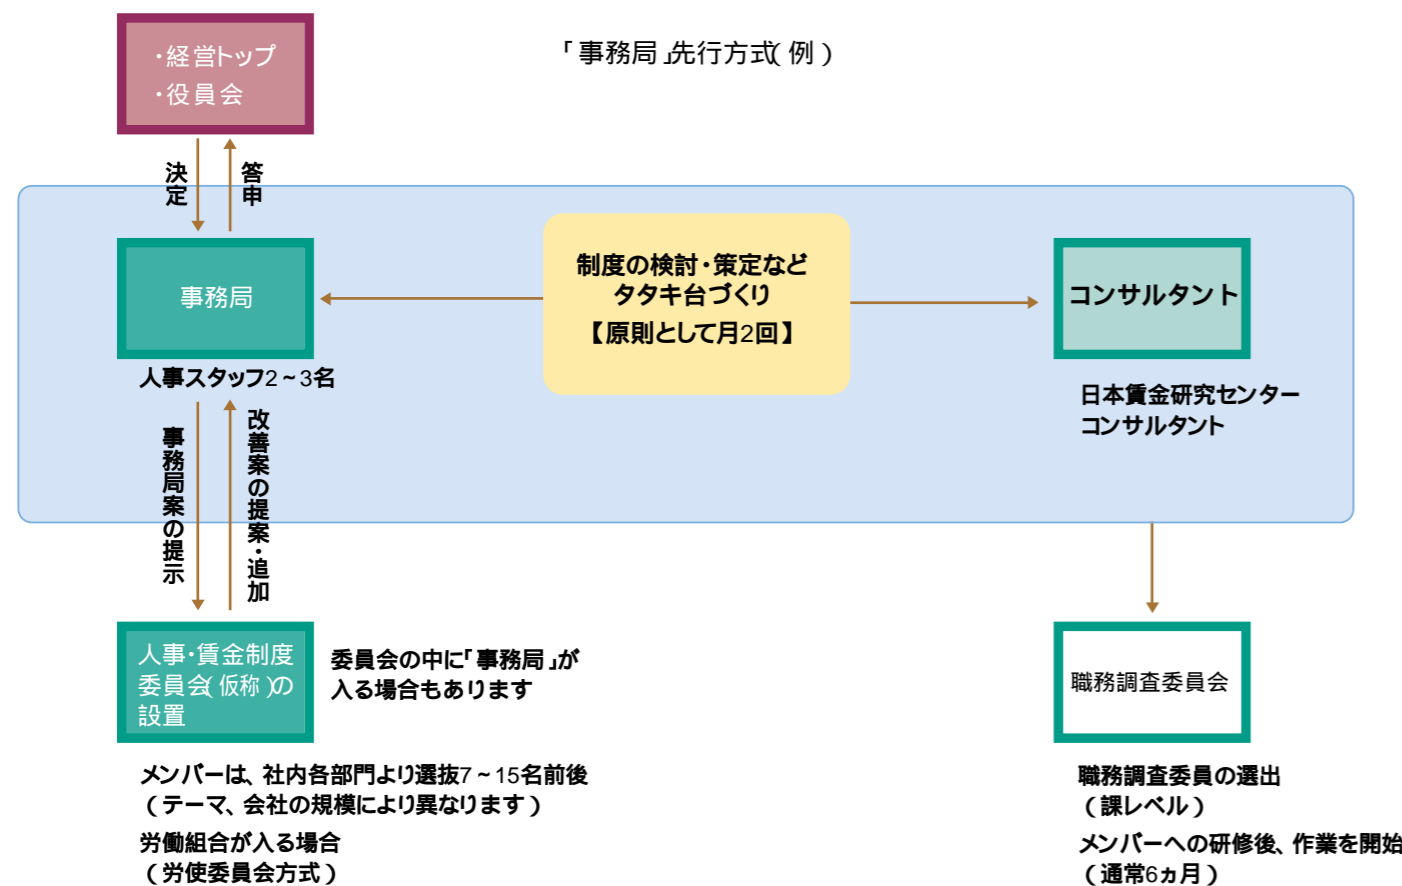 「事務局」先行方式(例)
・経営トップ
・役員会
決定
答申
事務局
人事スタッフ2~3名
制度の検討・策定など
タタキ台づくり
【原則として月2回】
コンサルタント
日本賃金研究センター
コンサルタント
事務局案の提示
改善案の提案・追加
人事・賃金制度
委員会(仮称)の
設置
委員会の中に「事務局」が
入る場合もあります
メンバーは、社内各部門より選抜7~15名前後
(テーマ、会社の規模により異なります)
労働組合が入る場合
(労使委員会方式)
職務調査委員会
職務調査委員の選出
(課レベル)
メンバーへの研修後、作業を開始
(通常6ヵ月)